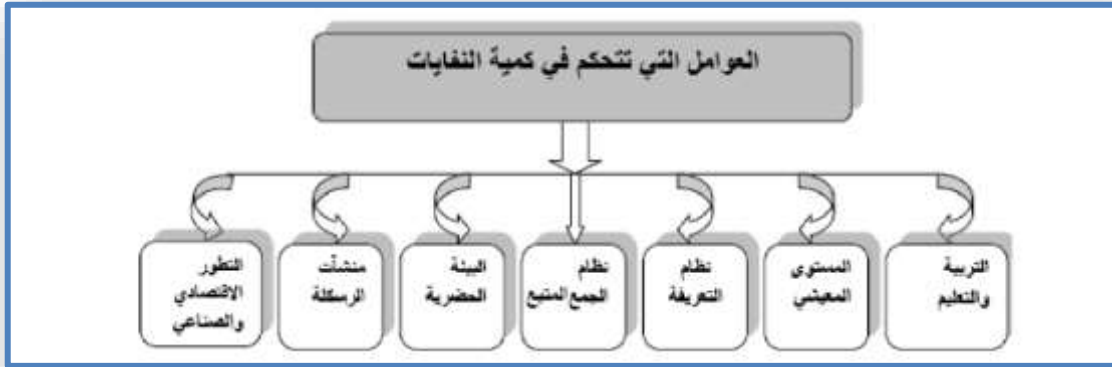 العوامل التي تتحكم في كمية النفايات
التربية
والتعليم
المستوى
المعيشي
نظام
التعريفة
نظام
الجمع المتبع
البيئة
الحضرية
منشآت
الرسكلة
التطور
الاقتصادي
والصناعي